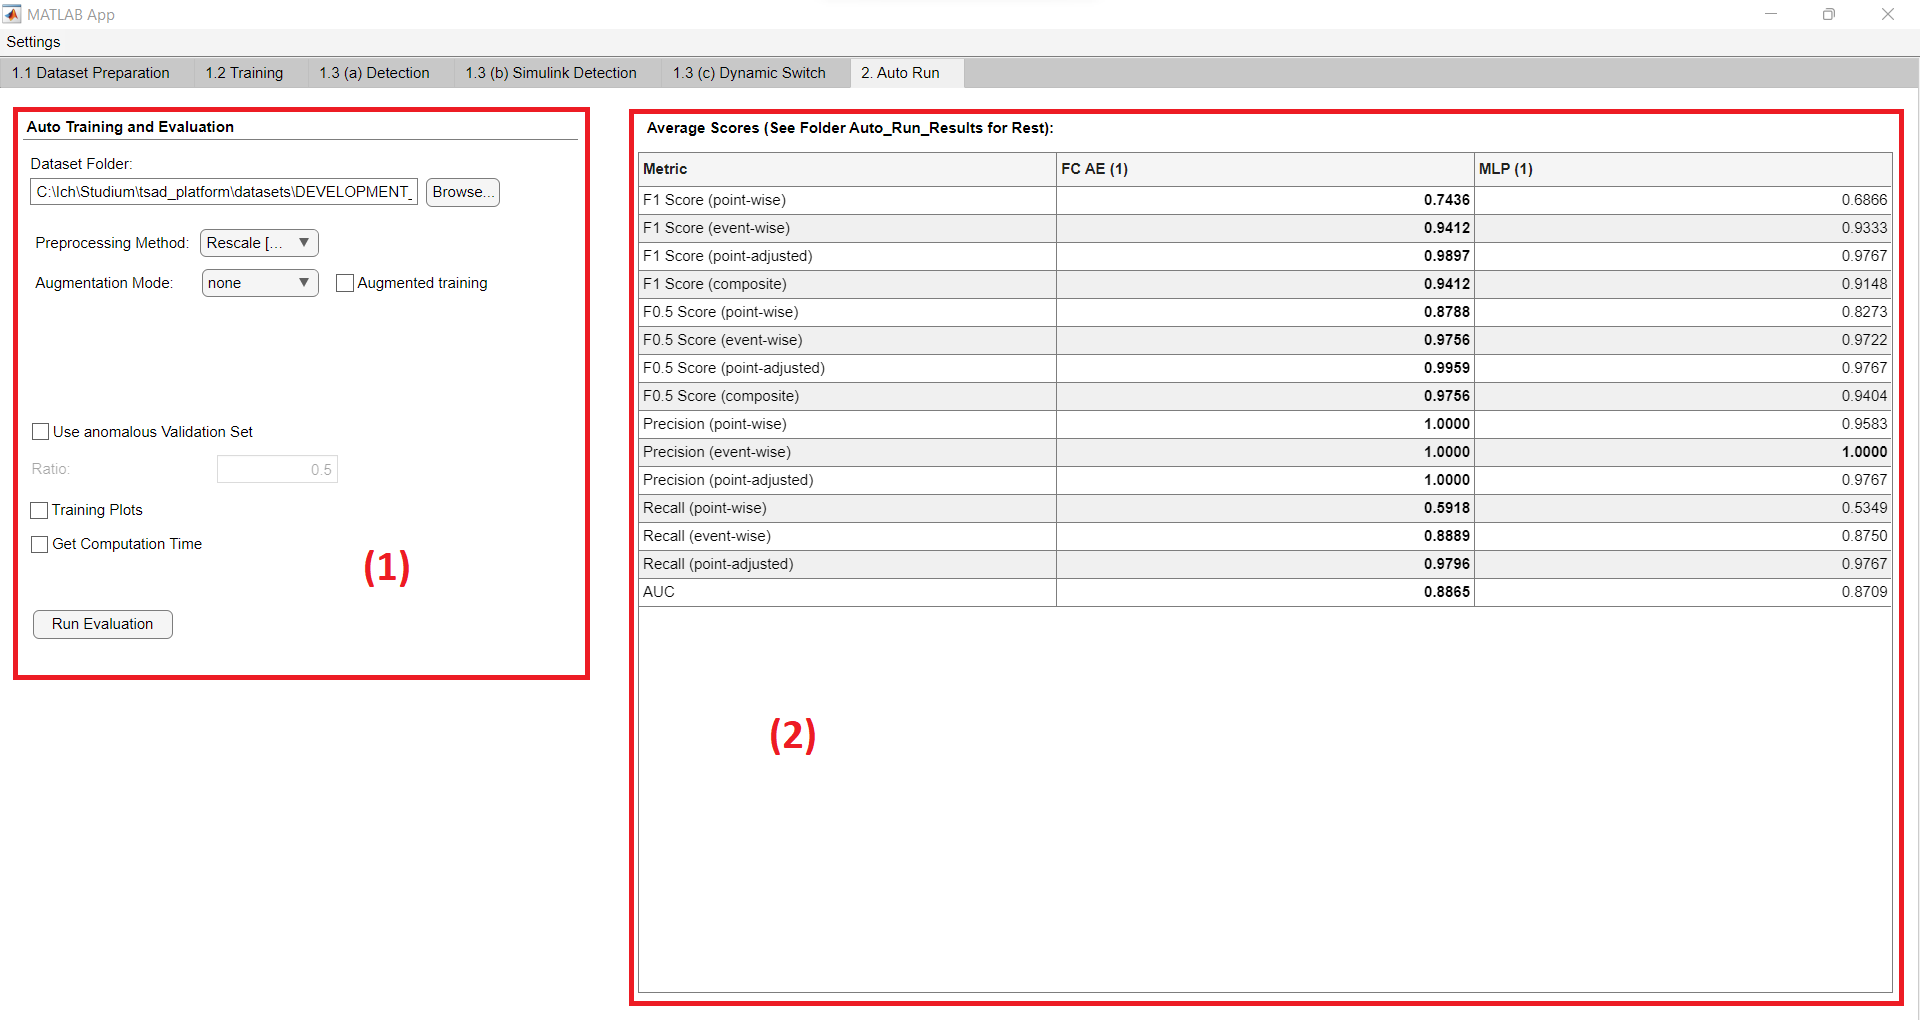 MATLAB App
Settings
1.1 Dataset Preparation 1.2 Training 1.3 (a) Detection 1.3 (b) Simulink Detection 1.3 (c) Dynamic Switch 2. Auto Run
Auto Training and Evaluation
Dataset Folder:
C:\Ich\Studium\tsad_platform\datasets\DEVELOPMENT_ Browse...
Preprocessing Method: Rescale [...
Augmentation Mode: none Augmented training
Use anomalous Validation Set
Ratio: 0.5
Training Plots
Get Computation Time
(1)
Run Evaluation
Average Scores (See Folder Auto_Run_Results for Rest):
Metric FC AE (1) MLP (1)
F1 Score (point-wise) 0.7436 0.6866
F1 Score (event-wise) 0.9412 0.9333
F1 Score (point-adjusted) 0.9897 0.9767
F1 Score (composite) 0.9412 0.9148
F0.5 Score (point-wise) 0.8788 0.8273
F0.5 Score (event-wise) 0.9756 0.9722
F0.5 Score (point-adjusted) 0.9959 0.9767
F0.5 Score (composite) 0.9756 0.9404
Precision (point-wise) 1.0000 0.9583
Precision (event-wise) 1.0000 1.0000
Precision (point-adjusted) 1.0000 0.9767
Recall (point-wise) 0.5918 0.5349
Recall (event-wise) 0.8889 0.8750
Recall (point-adjusted) 0.9796 0.9767
AUC 0.8865 0.8709
(2)